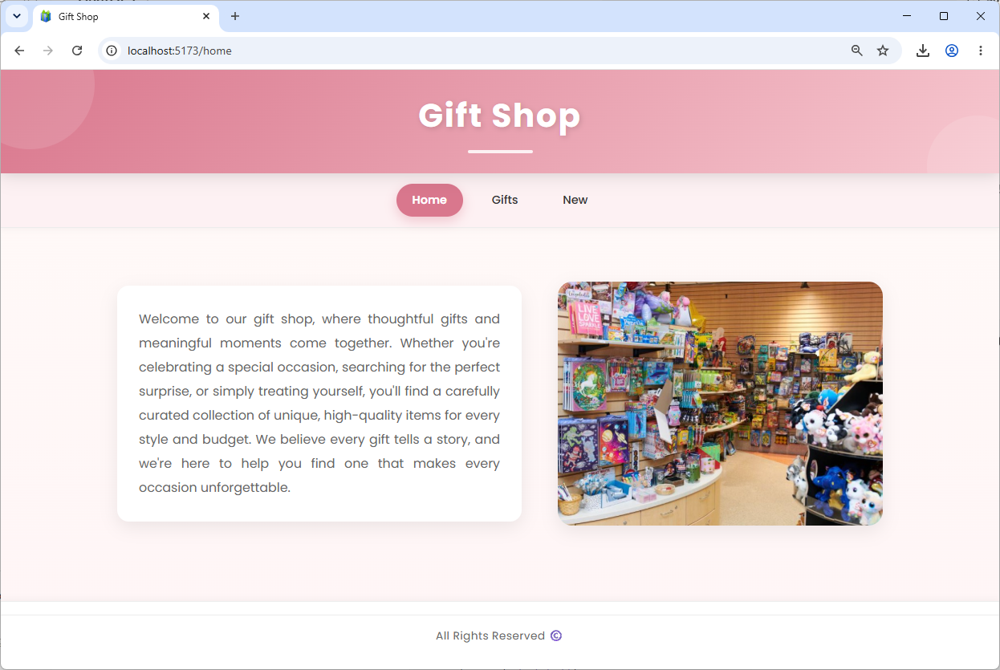 Gift Shop
localhost:5173/home
Gift Shop
Home Gifts New
Welcome to our gift shop, where thoughtful gifts and
meaningful moments come together. Whether you're
celebrating a special occasion, searching for the perfect
surprise, or simply treating yourself, you'll find a carefully
curated collection of unique, high-quality items for every
style and budget. We believe every gift tells a story, and
we're here to help you find one that makes every
occasion unforgettable.
LIVE
LOVE
SPARKLE
All Rights Reserved ©